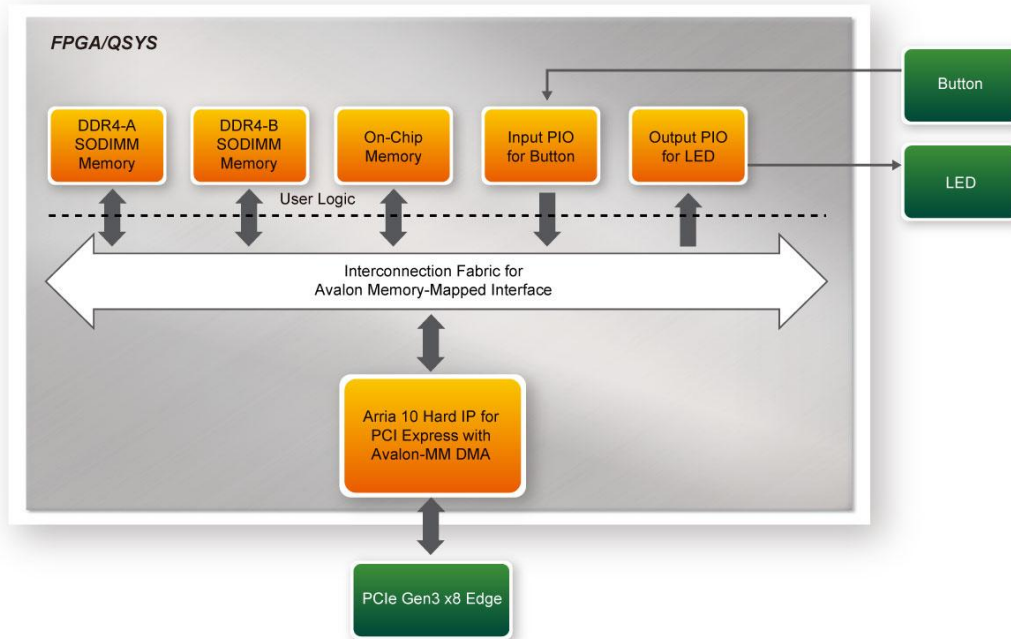 FPGA/QSYS
Button
DDR4-A
SODIMM
Memory
DDR4-B
SODIMM
Memory
On-Chip
Memory
Input PIO
for Button
Output PIO
for LED
LED
User Logic
Interconnection Fabric for
Avalon Memory-Mapped Interface
Arria 10 Hard IP for
PCI Express with
Avalon-MM DMA
PCIe Gen3 x8 Edge